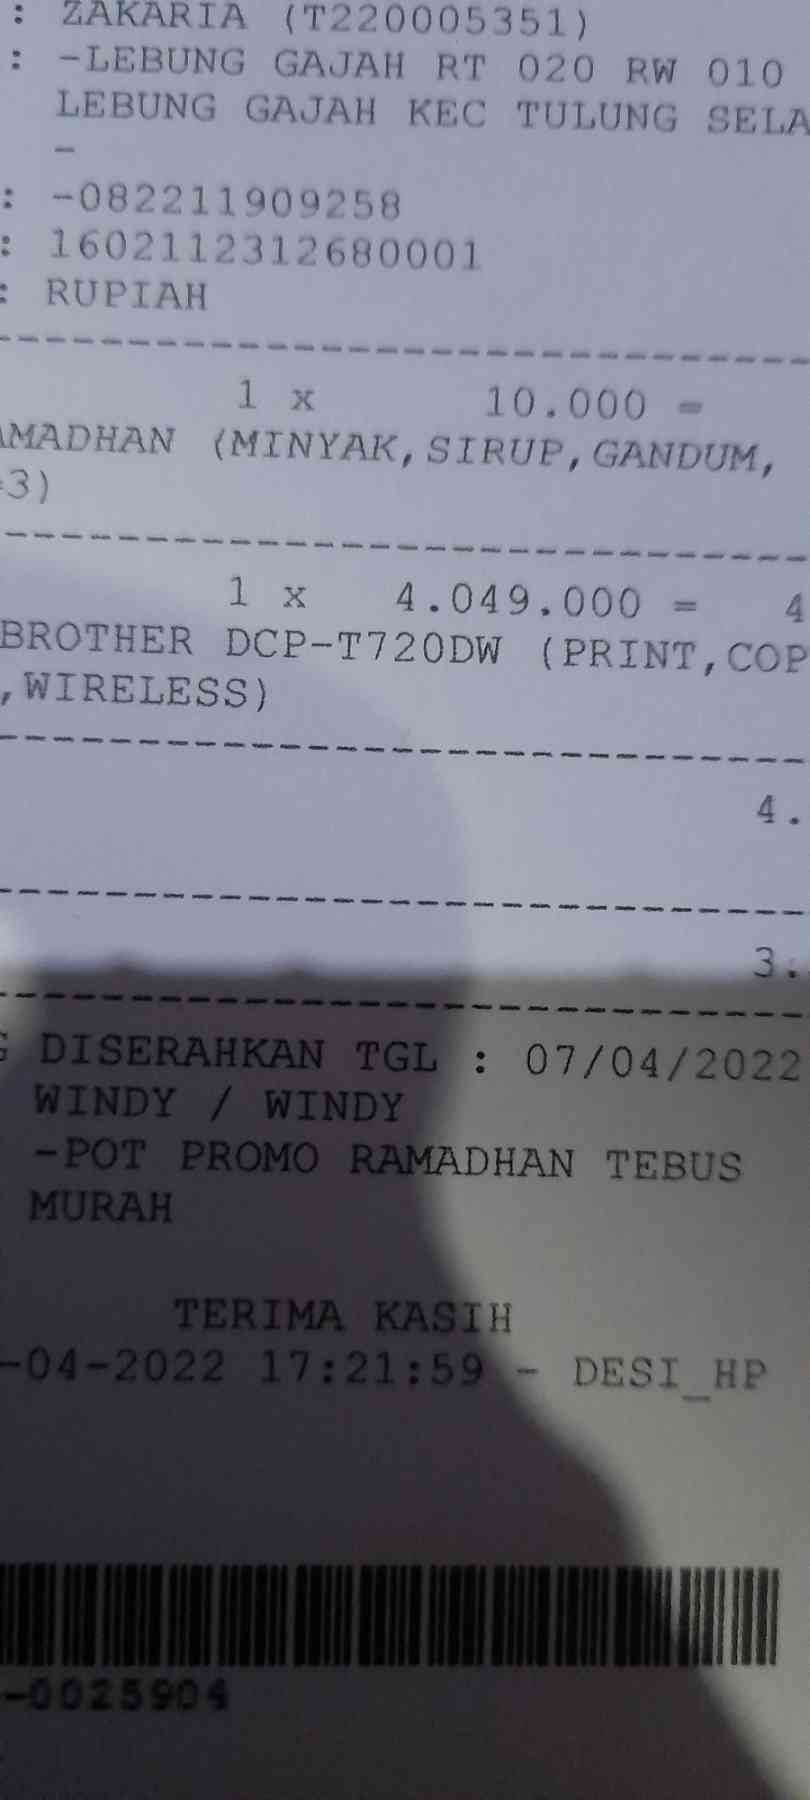 : ZAKARIA (T220005351)
: -LEBUNG GAJAH RT 020 RW 010
LEBUNG GAJAH KEC TULUNG SELA
-
: -082211909258
: 1602112312680001
: RUPIAH
1 x 10.000 =
AMADHAN (MINYAK,SIRUP,GANDUM,
3)
1 x 4.049.000 = 4
BROTHER DCP-T720DW (PRINT,COP
,WIRELESS)
4.
3.
G DISERAHKAN TGL : 07/04/2022
WINDY / WINDY
-POT PROMO RAMADHAN TEBUS
MURAH
TERIMA KASIH
-04-2022 17:21:59 - DESI_HP
-0025904